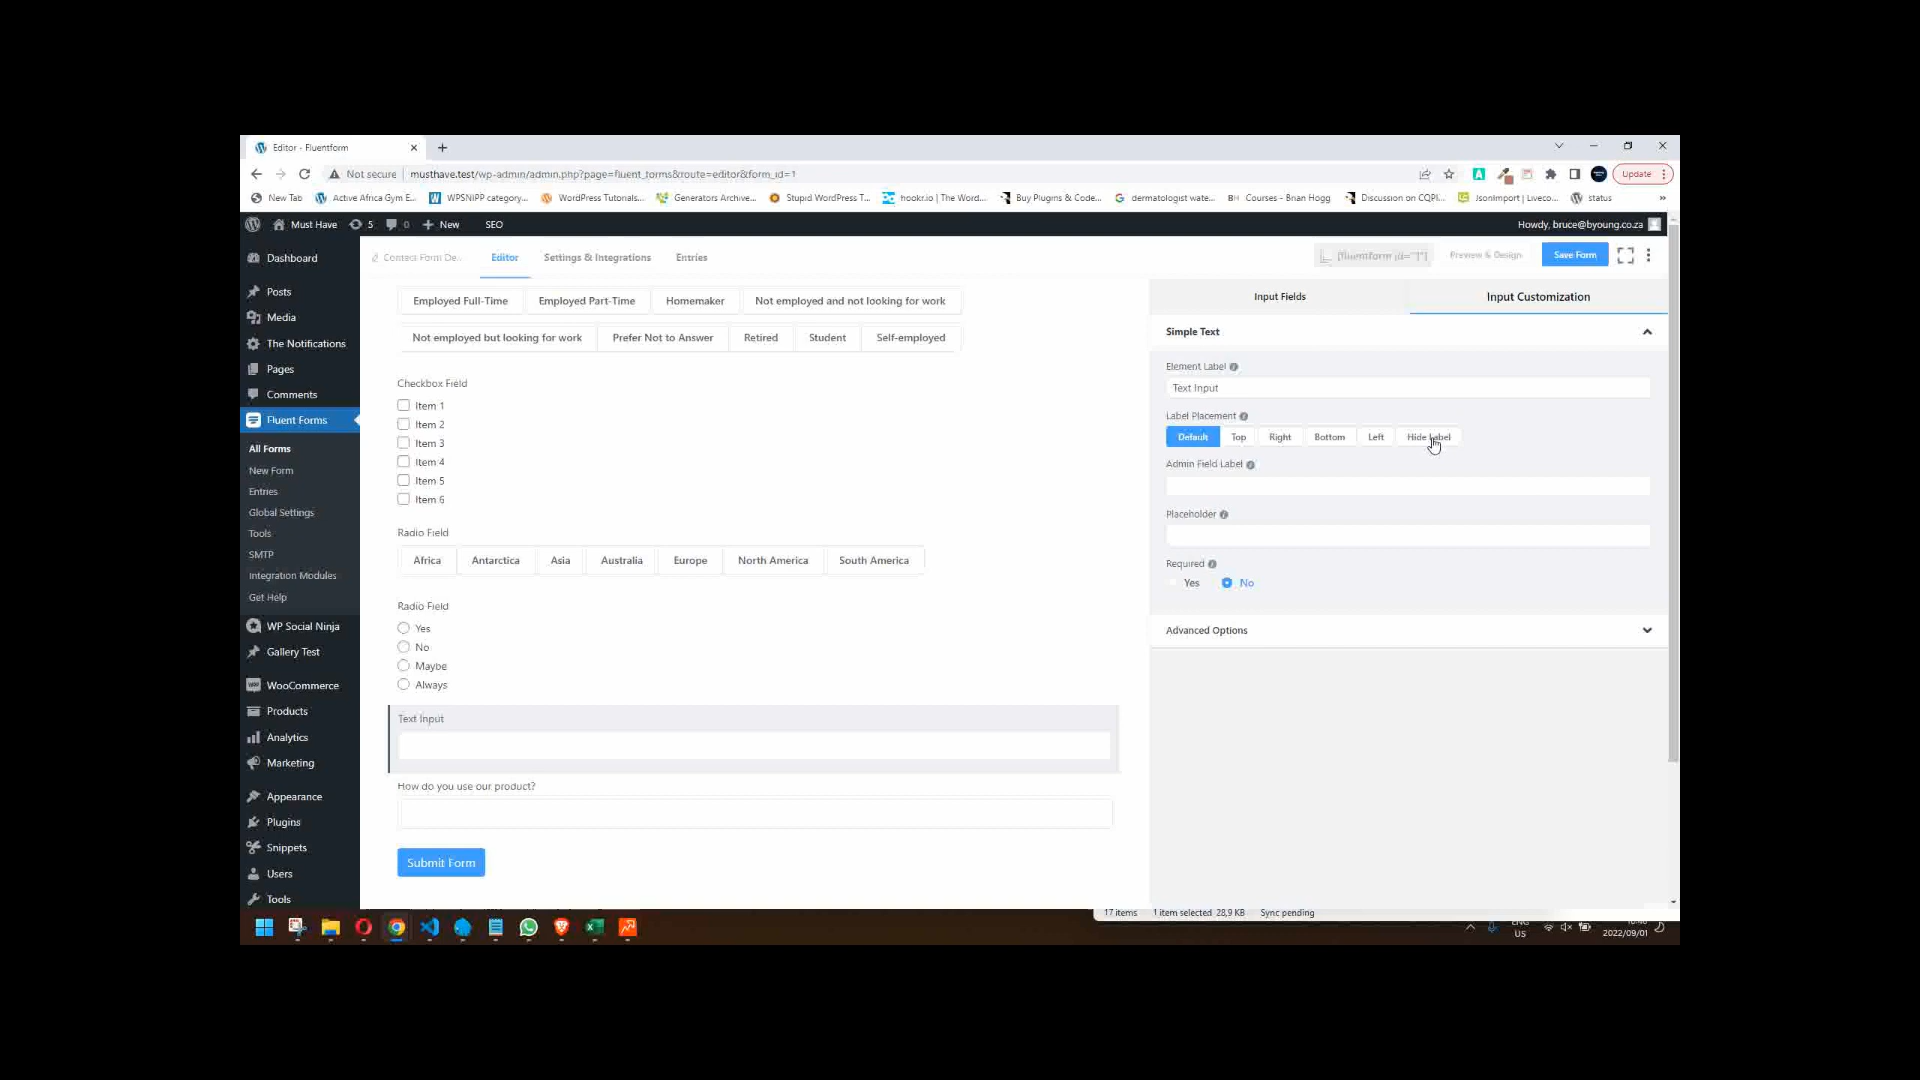 Editor - Fluentform
Not secure musthave.test/wp-admin/admin.php?page=fluent_forms&route=editor&form_id=1 Update
New Tab Active Africa Gym E... WPSNIPP category... WordPress Tutorials... Generators Archive... Stupid WordPress T... hookr.io | The Word... Buy Plugins & Code... dermatologist wate... Courses - Brian Hogg Discussion on CQPI... JsonImport | Liveco... status »
Must Have 5 0 New SEO Howdy, bruce@byoung.co.za
Contect Form De... Editor Settings & Integrations Entries [fluentform id="1"] Preview & Design Save Form
Dashboard
Posts
Media
The Notifications
Pages
Comments
Fluent Forms
All Forms
New Form
Entries
Global Settings
Tools
SMTP
Integration Modules
Get Help
WP Social Ninja
Gallery Test
WooCommerce
Products
Analytics
Marketing
Appearance
Plugins
Snippets
Users
Tools
Employed Full-Time Employed Part-Time Homemaker Not employed and not looking for work
Not employed but looking for work Prefer Not to Answer Retired Student Self-employed
Checkbox Field
Item 1
Item 2
Item 3
Item 4
Item 5
Item 6
Radio Field
Africa Antarctica Asia Australia Europe North America South America
Radio Field
Yes
No
Maybe
Always
Text Input
How do you use our product?
Submit Form
Input Fields Input Customization
Simple Text
Element Label
Text Input
Label Placement
Default Top Right Bottom Left Hide Label
Admin Field Label
Placeholder
Required
Yes No
Advanced Options
17 items 1 item selected 28,9 KB Sync pending
ENG
US
2022/09/01